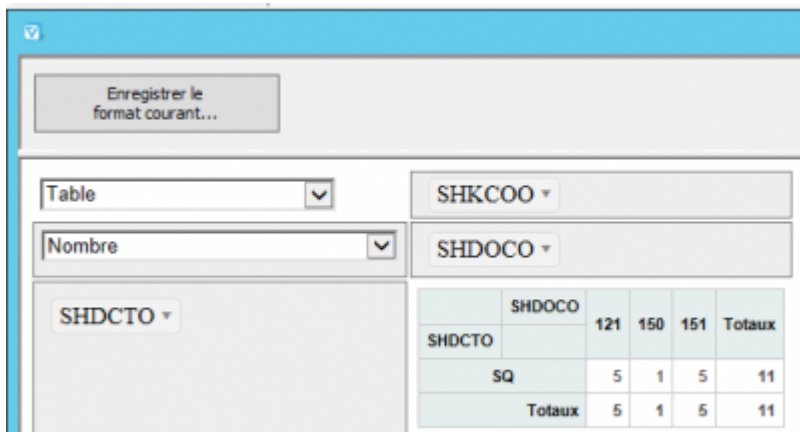 Enregistrer le
format courant...
Table
SHKCOO
Nombre
SHDOCO
SHDCTO
SHDOCO 121 150 151 Totaux
SHDCTO
SQ 5 1 5 11
Totaux 5 1 5 11